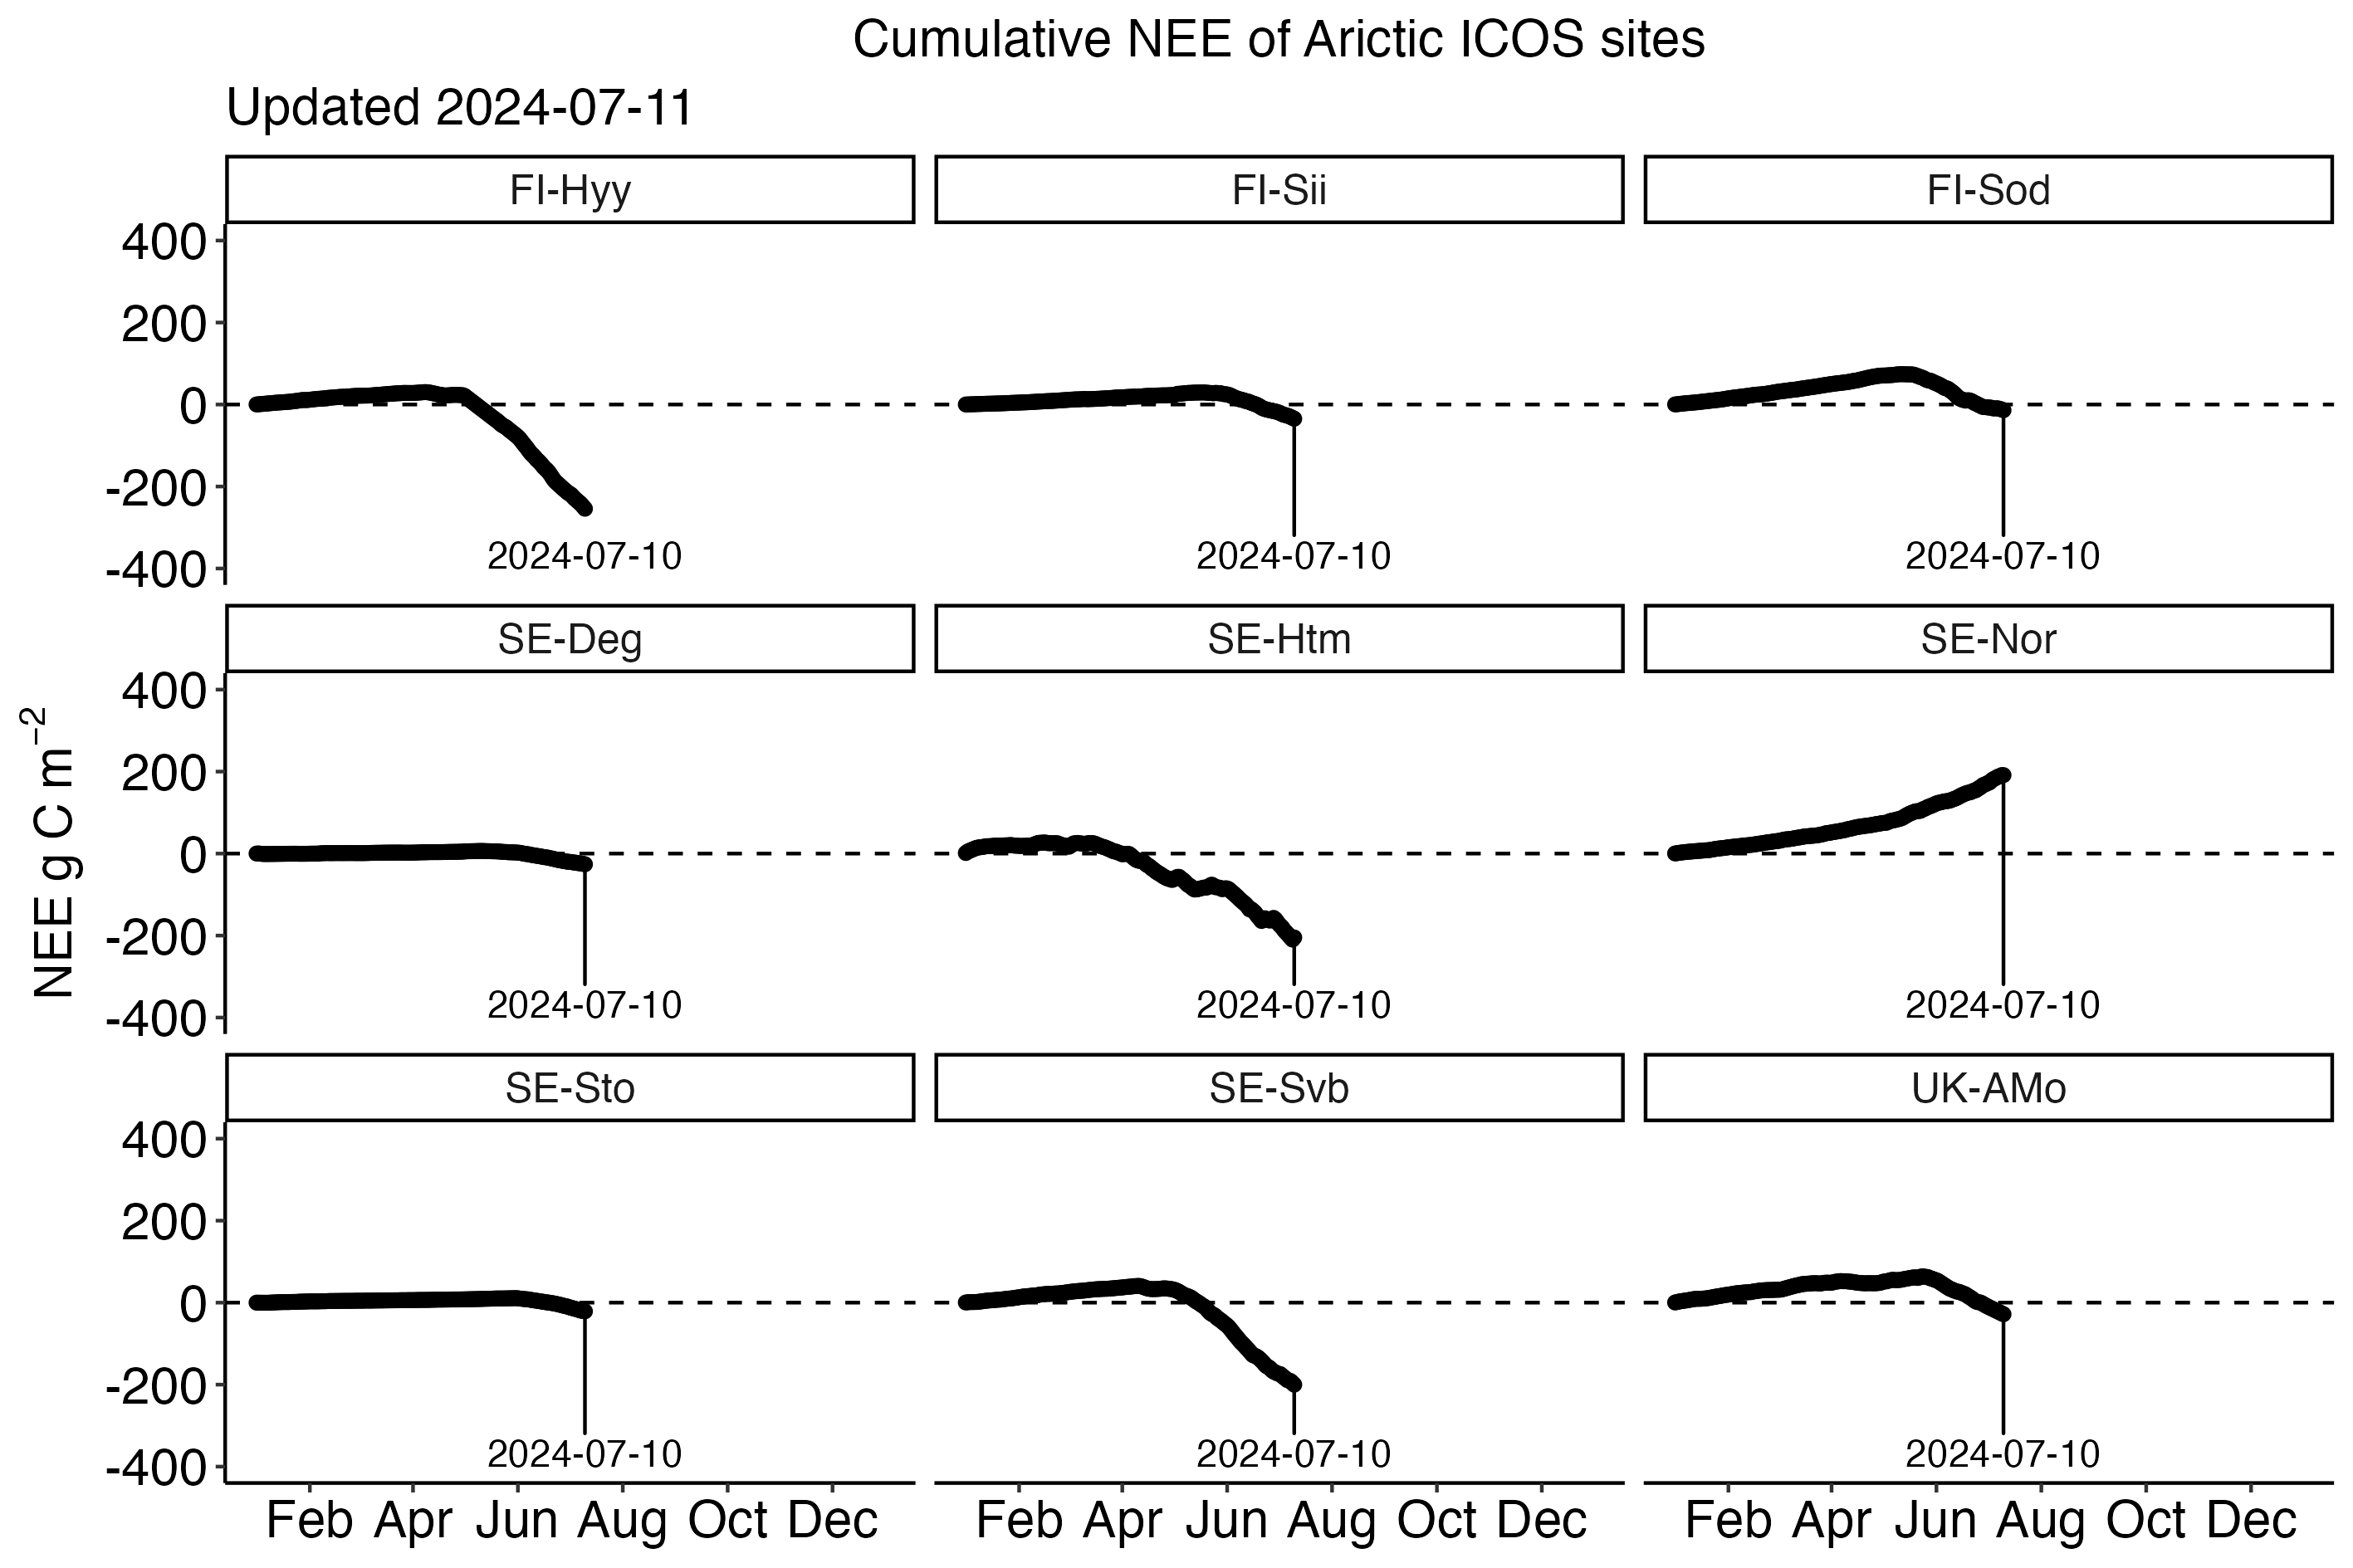 Cumulative NEE of Arictic ICOS sites
Updated 2024-07-11
FI-Hyy
FI-Sii
FI-Sod
400
200
0
-200
-400
2024-07-10
2024-07-10
2024-07-10
SE-Deg
SE-Htm
SE-Nor
NEE g C m⁻²
400
200
0
-200
-400
2024-07-10
2024-07-10
2024-07-10
SE-Sto
SE-Svb
UK-AMo
400
200
0
-200
-400
2024-07-10
2024-07-10
2024-07-10
Feb Apr Jun Aug Oct Dec
Feb Apr Jun Aug Oct Dec
Feb Apr Jun Aug Oct Dec